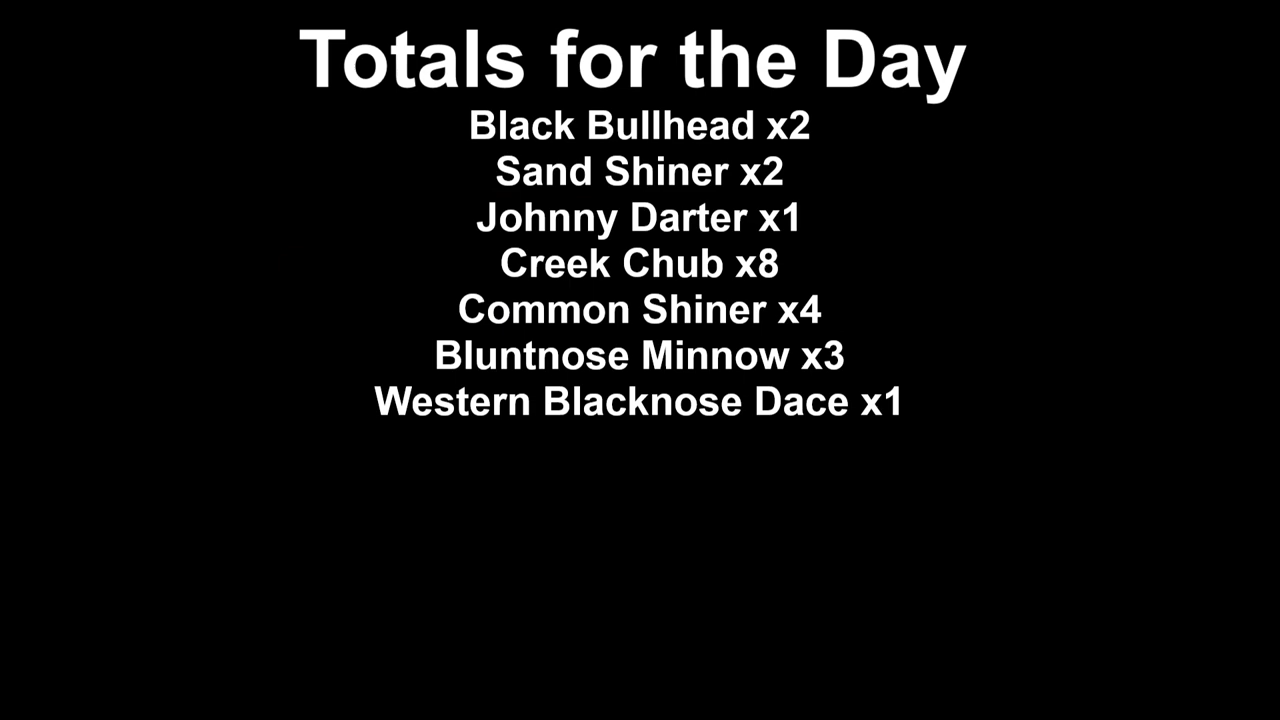 Totals for the Day
Black Bullhead x2
Sand Shiner x2
Johnny Darter x1
Creek Chub x8
Common Shiner x4
Bluntnose Minnow x3
Western Blacknose Dace x1